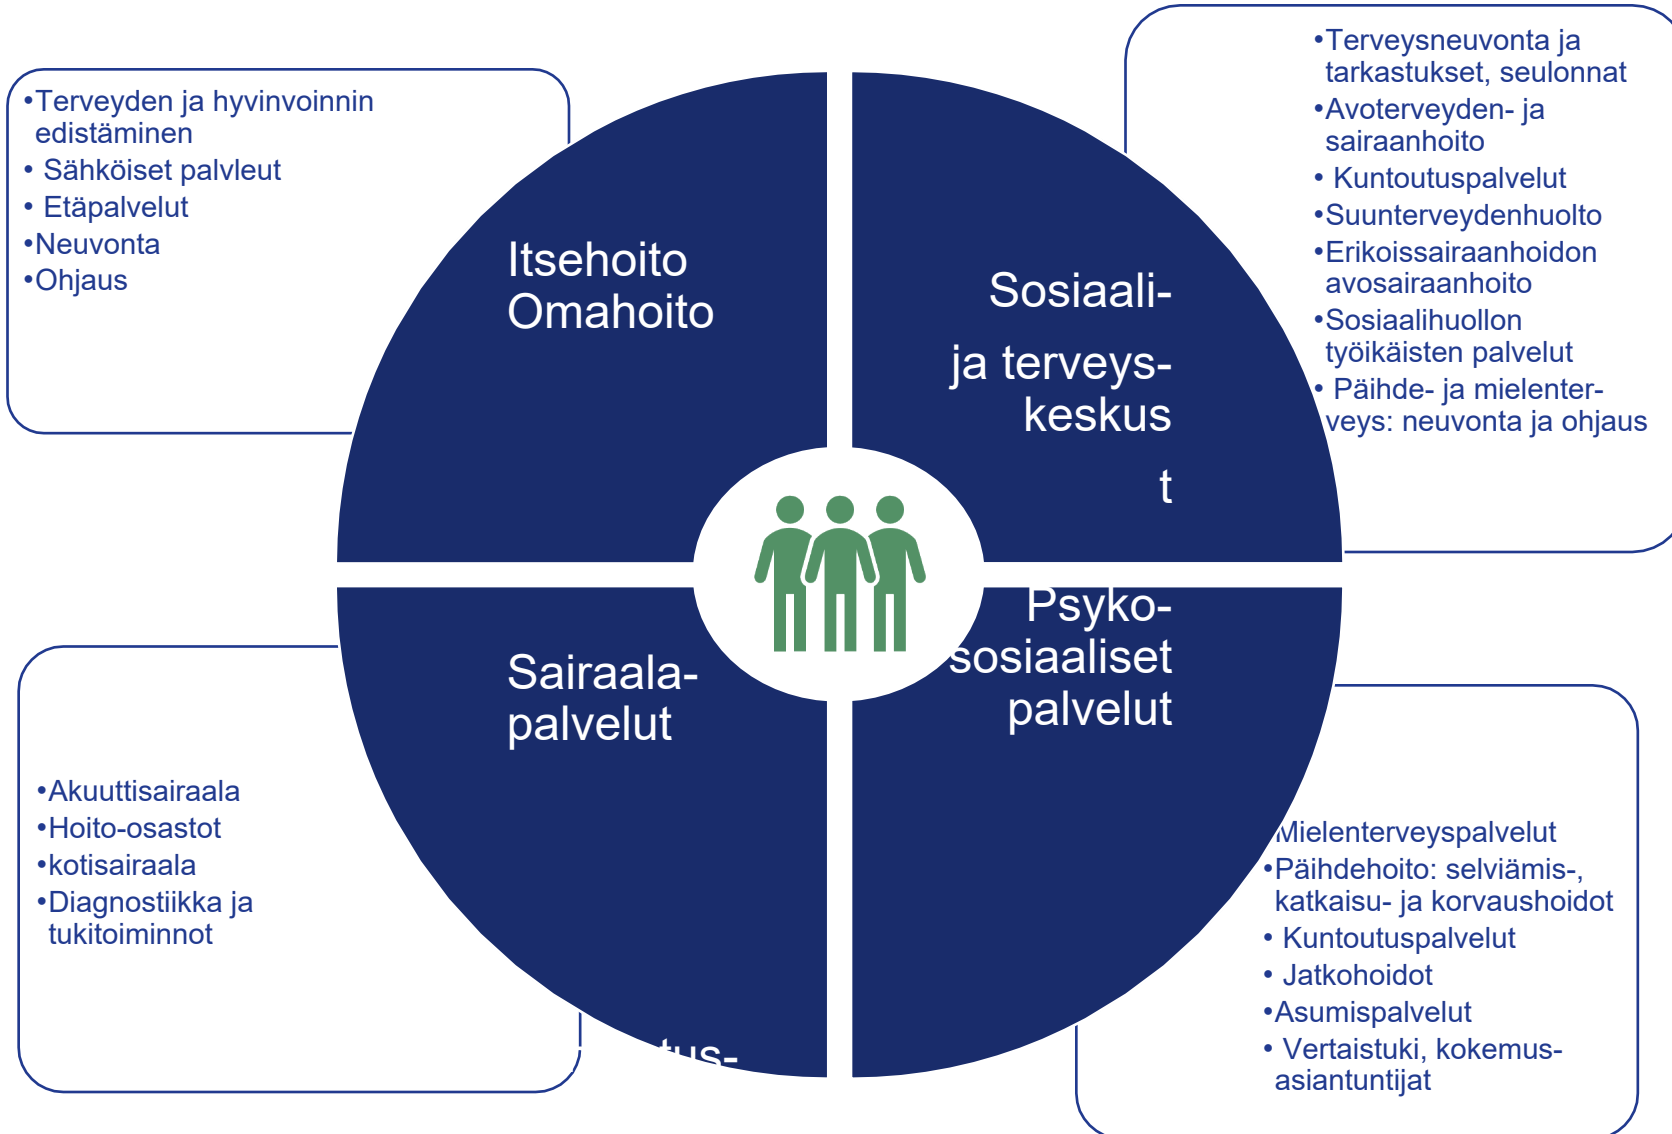 •Terveyden ja hyvinvoinnin
edistäminen
• Sähköiset palvleut
• Etäpalvelut
•Neuvonta
•Ohjaus
Itsehoito
Omahoito
Sosiaali-
ja terveys-
keskus
t
•Terveysneuvonta ja
tarkastukset, seulonnat
•Avoterveyden- ja
sairaanhoito
• Kuntoutuspalvelut
•Suunterveydenhuolto
•Erikoissairaanhoidon
avosairaanhoito
•Sosiaalihuollon
työikäisten palvelut
• Päihde- ja mielenter-
veys: neuvonta ja ohjaus
Sairaala-
palvelut
•Akuuttisairaala
•Hoito-osastot
•kotisairaala
•Diagnostiikka ja
tukitoiminnot
Psyko-
sosiaaliset
palvelut
Mielenterveyspalvelut
•Päihdehoito: selviämis-,
katkaisu- ja korvaushoidot
• Kuntoutuspalvelut
• Jatkohoidot
•Asumispalvelut
• Vertaistuki, kokemus-
asiantuntijat